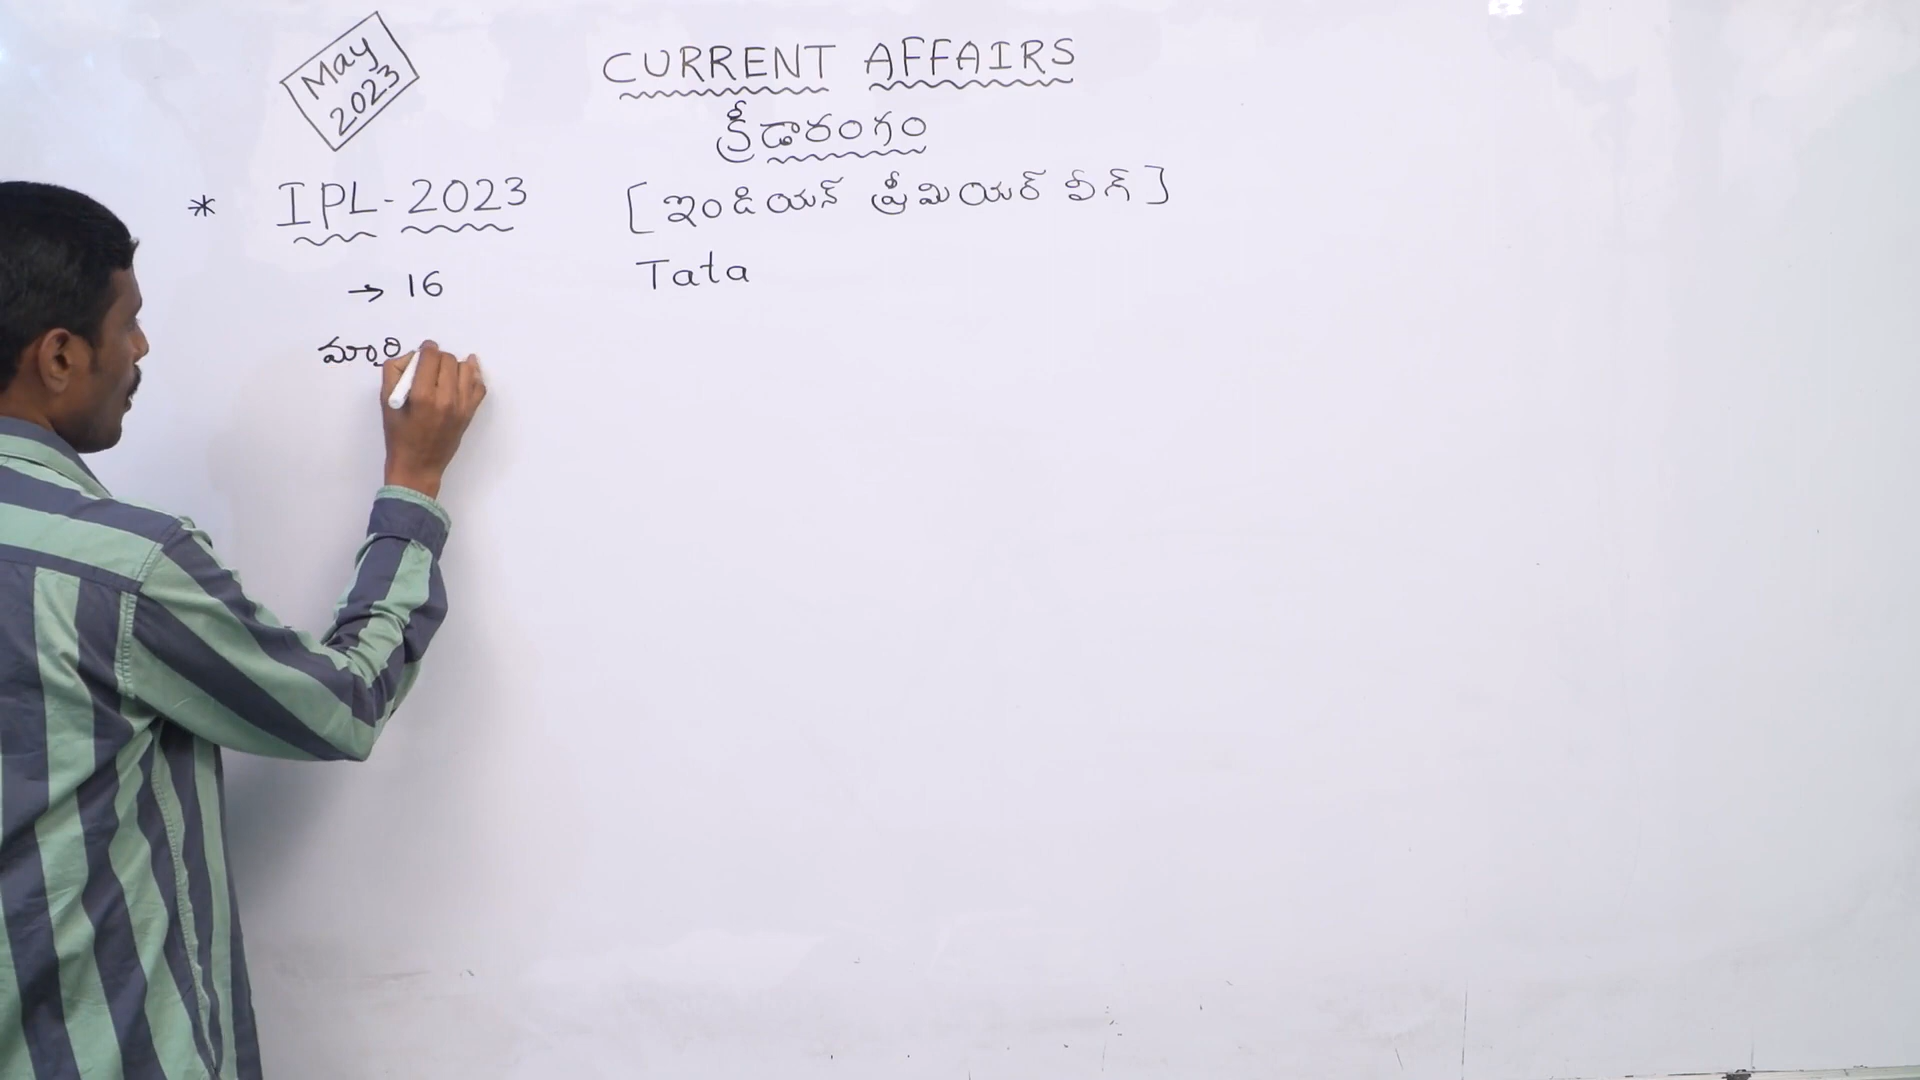 May
2023
CURRENT AFFAIRS
క్రీడారంగం
* IPL-2023 [ఇండియన్ ప్రీమియర్ లీగ్]
→ 16 Tata